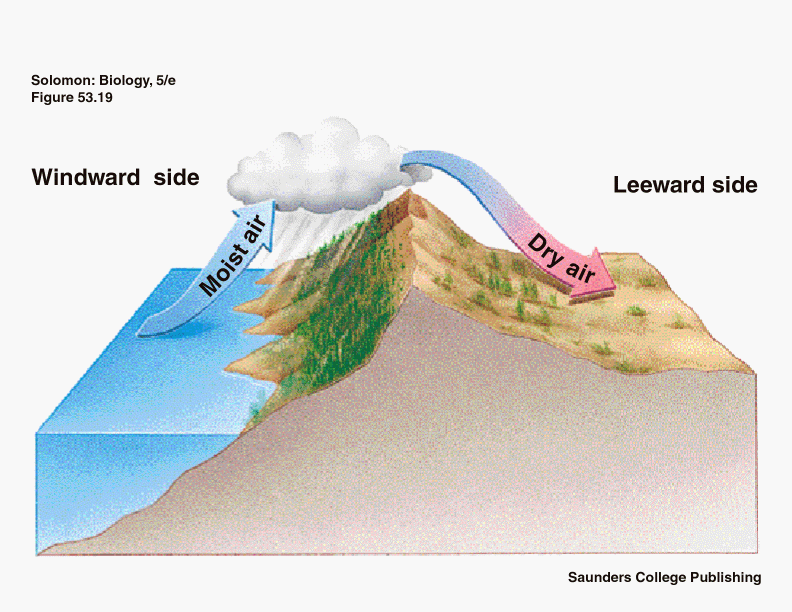 Solomon: Biology, 5/e
Figure 53.19
Windward side
Leeward side
Moist air
Dry air
Saunders College Publishing